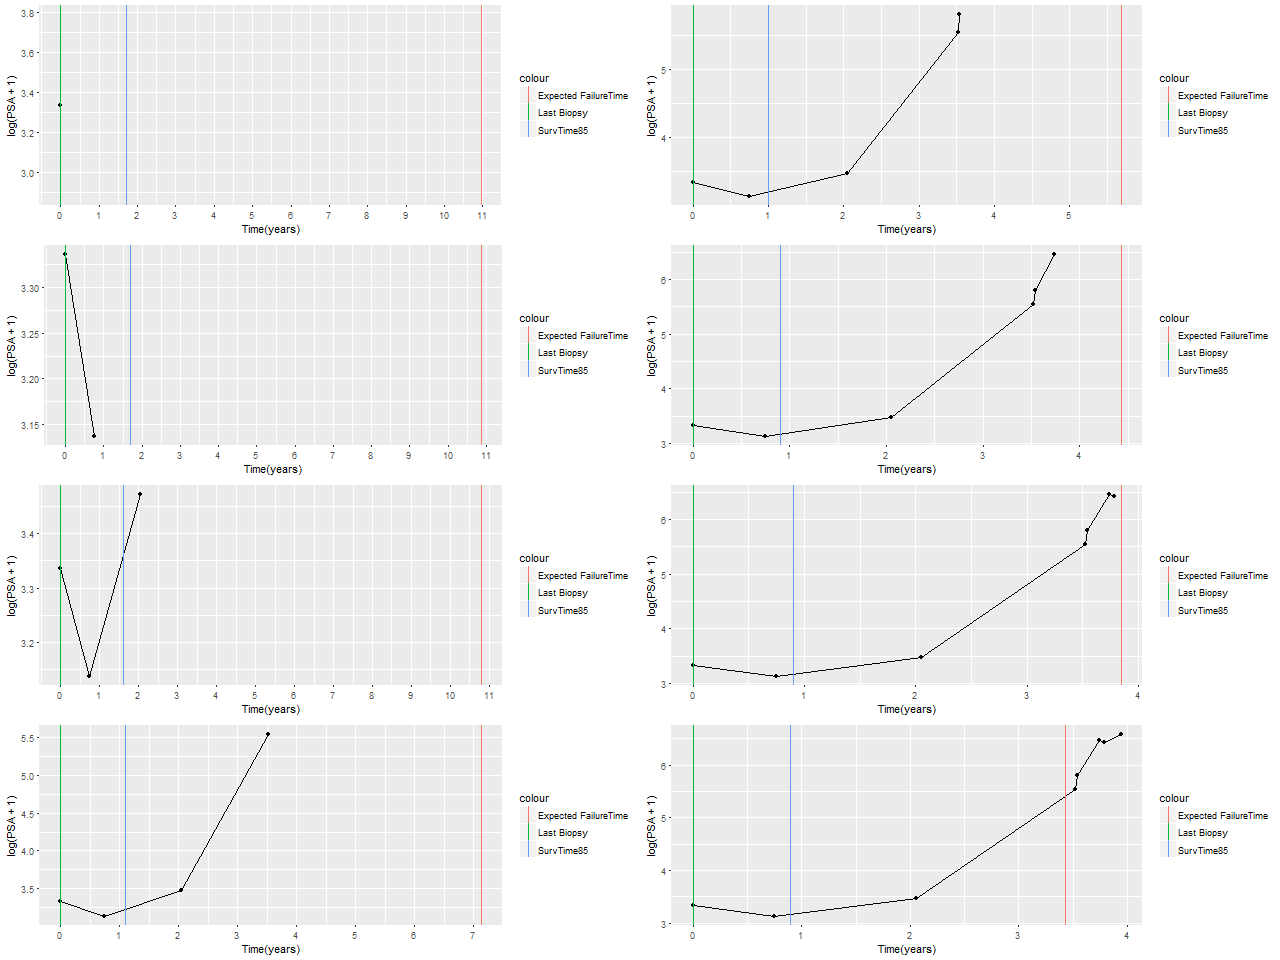 log(PSA + 1)
3.8
3.6
3.4
3.2
3.0
0 1 2 3 4 5 6 7 8 9 10 11
Time(years)
colour
Expected FailureTime
Last Biopsy
SurvTime85
log(PSA + 1)
5
4
0 1 2 3 4 5
Time(years)
colour
Expected FailureTime
Last Biopsy
SurvTime85
log(PSA + 1)
3.30
3.25
3.20
3.15
0 1 2 3 4 5 6 7 8 9 10 11
Time(years)
colour
Expected FailureTime
Last Biopsy
SurvTime85
log(PSA + 1)
6
5
4
3
0 1 2 3 4
Time(years)
colour
Expected FailureTime
Last Biopsy
SurvTime85
log(PSA + 1)
3.4
3.3
3.2
0 1 2 3 4 5 6 7 8 9 10 11
Time(years)
colour
Expected FailureTime
Last Biopsy
SurvTime85
log(PSA + 1)
6
5
4
3
0 1 2 3 4
Time(years)
colour
Expected FailureTime
Last Biopsy
SurvTime85
log(PSA + 1)
5.5
5.0
4.5
4.0
3.5
0 1 2 3 4 5 6 7
Time(years)
colour
Expected FailureTime
Last Biopsy
SurvTime85
log(PSA + 1)
6
5
4
3
0 1 2 3 4
Time(years)
colour
Expected FailureTime
Last Biopsy
SurvTime85